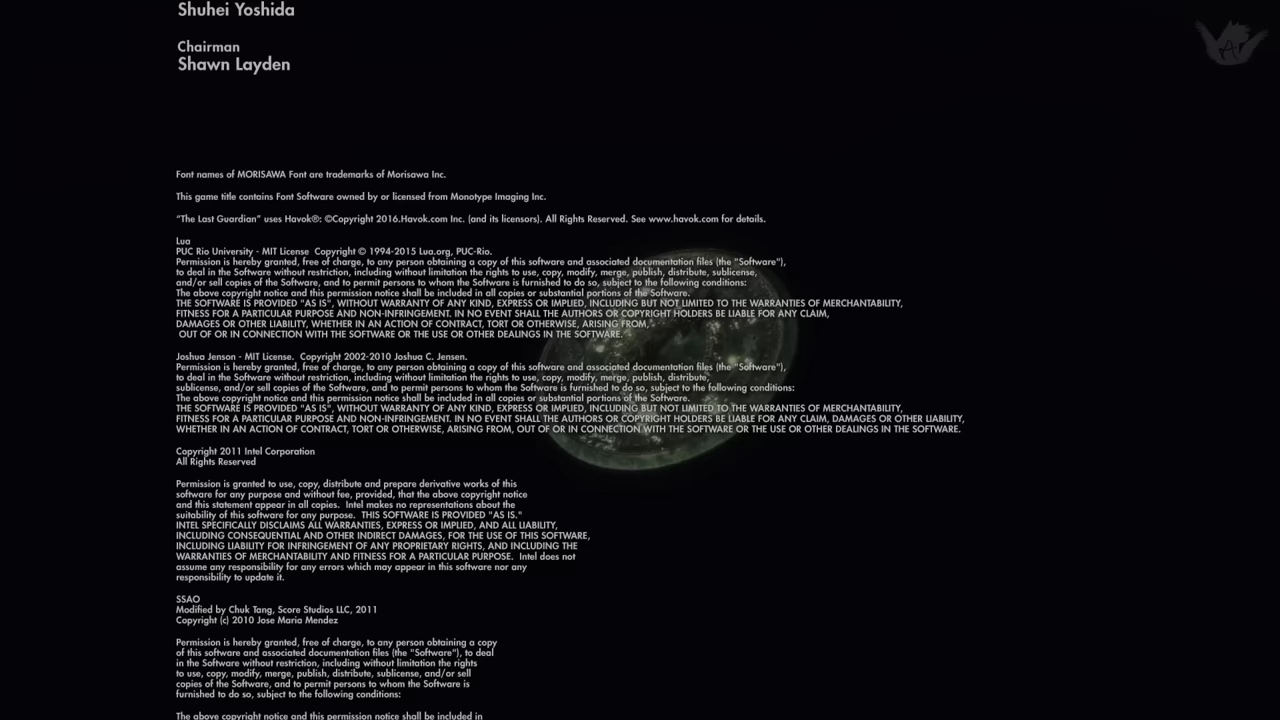 Shuhei Yoshida
Chairman
Shawn Layden
Font names of MORISAWA Font are trademarks of Morisawa Inc.
This game title contains Font Software owned by or licensed from Monotype Imaging Inc.
“The Last Guardian” uses Havok®: ©Copyright 2016.Havok.com Inc. (and its licensors). All Rights Reserved. See www.havok.com for details.
Lua
PUC Rio University - MIT License  Copyright © 1994-2015 Lua.org, PUC-Rio.
Permission is hereby granted, free of charge, to any person obtaining a copy of this software and associated documentation files (the "Software"),
to deal in the Software without restriction, including without limitation the rights to use, copy, modify, merge, publish, distribute, sublicense,
and/or sell copies of the Software, and to permit persons to whom the Software is furnished to do so, subject to the following conditions:
The above copyright notice and this permission notice shall be included in all copies or substantial portions of the Software.
THE SOFTWARE IS PROVIDED "AS IS", WITHOUT WARRANTY OF ANY KIND, EXPRESS OR IMPLIED, INCLUDING BUT NOT LIMITED TO THE WARRANTIES OF MERCHANTABILITY,
FITNESS FOR A PARTICULAR PURPOSE AND NON-INFRINGEMENT. IN NO EVENT SHALL THE AUTHORS OR COPYRIGHT HOLDERS BE LIABLE FOR ANY CLAIM,
DAMAGES OR OTHER LIABILITY, WHETHER IN AN ACTION OF CONTRACT, TORT OR OTHERWISE, ARISING FROM,
OUT OF OR IN CONNECTION WITH THE SOFTWARE OR THE USE OR OTHER DEALINGS IN THE SOFTWARE.
Joshua Jenson - MIT License.  Copyright 2002-2010 Joshua C. Jensen.
Permission is hereby granted, free of charge, to any person obtaining a copy of this software and associated documentation files (the "Software"),
to deal in the Software without restriction, including without limitation the rights to use, copy, modify, merge, publish, distribute,
sublicense, and/or sell copies of the Software, and to permit persons to whom the Software is furnished to do so, subject to the following conditions:
The above copyright notice and this permission notice shall be included in all copies or substantial portions of the Software.
THE SOFTWARE IS PROVIDED "AS IS", WITHOUT WARRANTY OF ANY KIND, EXPRESS OR IMPLIED, INCLUDING BUT NOT LIMITED TO THE WARRANTIES OF MERCHANTABILITY,
FITNESS FOR A PARTICULAR PURPOSE AND NON-INFRINGEMENT. IN NO EVENT SHALL THE AUTHORS OR COPYRIGHT HOLDERS BE LIABLE FOR ANY CLAIM, DAMAGES OR OTHER LIABILITY,
WHETHER IN AN ACTION OF CONTRACT, TORT OR OTHERWISE, ARISING FROM, OUT OF OR IN CONNECTION WITH THE SOFTWARE OR THE USE OR OTHER DEALINGS IN THE SOFTWARE.
Copyright 2011 Intel Corporation
All Rights Reserved
Permission is granted to use, copy, distribute and prepare derivative works of this
software for any purpose and without fee, provided, that the above copyright notice
and this statement appear in all copies.  Intel makes no representations about the
suitability of this software for any purpose.  THIS SOFTWARE IS PROVIDED "AS IS."
INTEL SPECIFICALLY DISCLAIMS ALL WARRANTIES, EXPRESS OR IMPLIED, AND ALL LIABILITY,
INCLUDING CONSEQUENTIAL AND OTHER INDIRECT DAMAGES, FOR THE USE OF THIS SOFTWARE,
INCLUDING LIABILITY FOR INFRINGEMENT OF ANY PROPRIETARY RIGHTS, AND INCLUDING THE
WARRANTIES OF MERCHANTABILITY AND FITNESS FOR A PARTICULAR PURPOSE.  Intel does not
assume any responsibility for any errors which may appear in this software nor any
responsibility to update it.
SSAO
Modified by Chuk Tang, Score Studios LLC, 2011
Copyright (c) 2010 Jose Maria Mendez
Permission is hereby granted, free of charge, to any person obtaining a copy
of this software and associated documentation files (the "Software"), to deal
in the Software without restriction, including without limitation the rights
to use, copy, modify, merge, publish, distribute, sublicense, and/or sell
copies of the Software, and to permit persons to whom the Software is
furnished to do so, subject to the following conditions:
The above copyright notice and this permission notice shall be included in